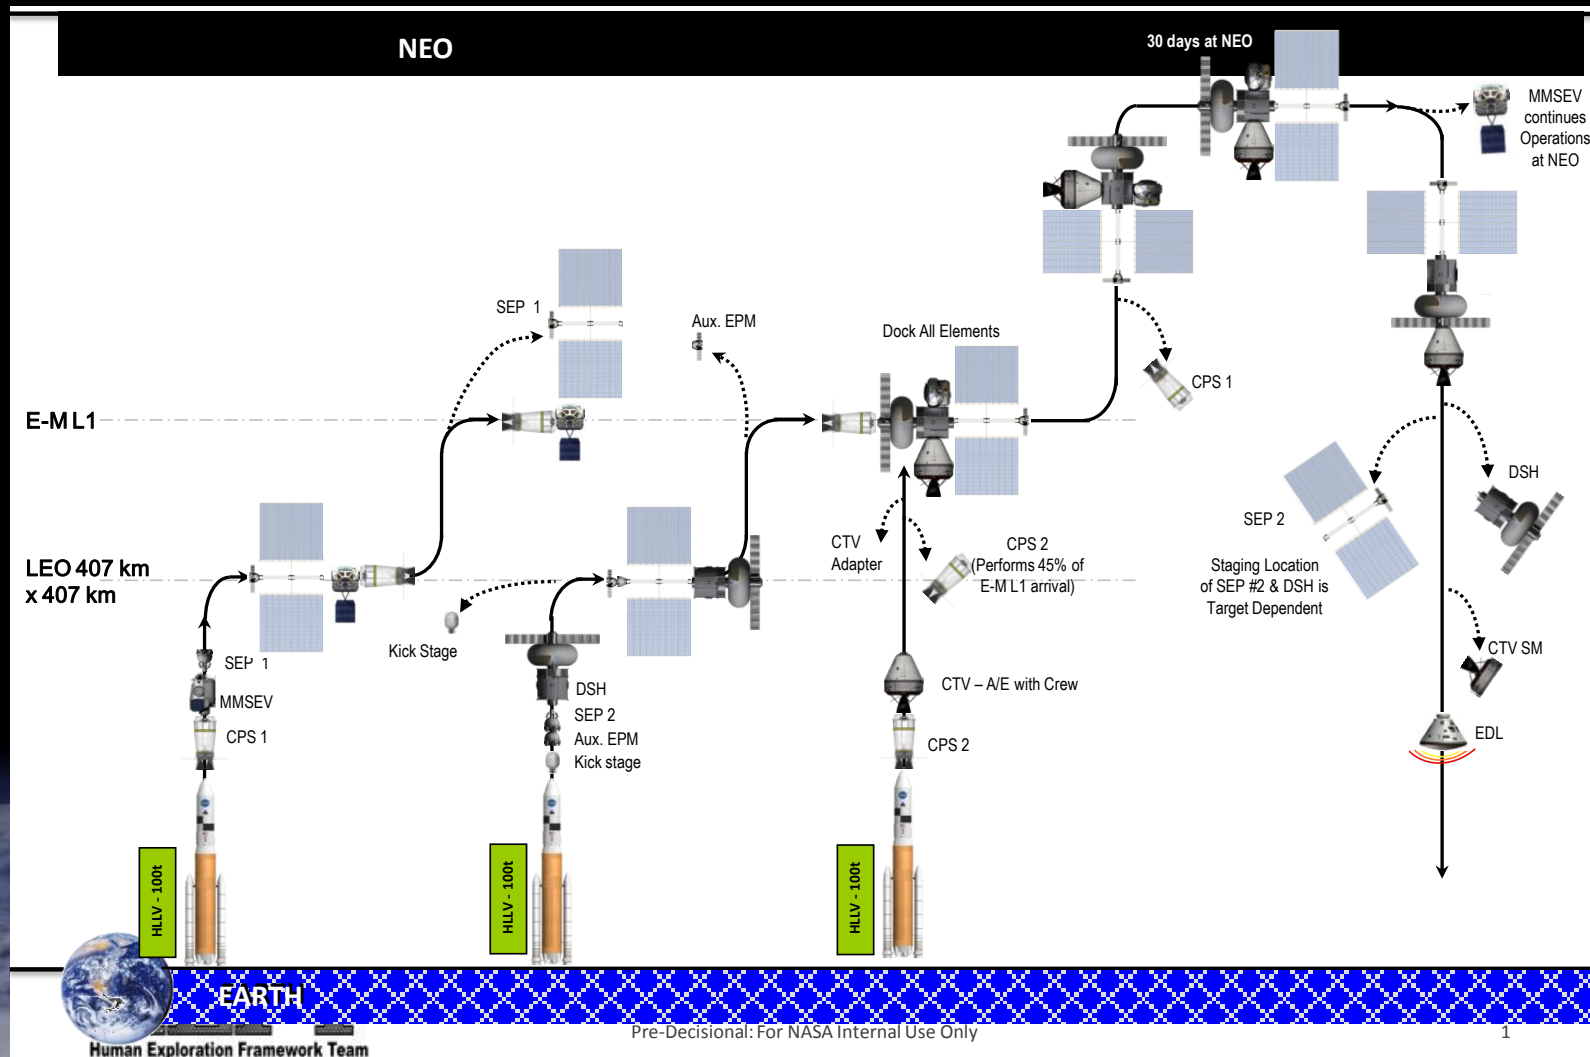 NEO
30 days at NEO
MMSEV
continues
Operations
at NEO
SEP 1
Aux. EPM
Dock All Elements
CPS 1
E-M L1
DSH
SEP 2
Staging Location
of SEP #2 & DSH is
Target Dependent
CTV
Adapter
CPS 2
(Performs 45% of
E-M L1 arrival)
LEO 407 km
x 407 km
Kick Stage
SEP 1
MMSEV
CPS 1
DSH
SEP 2
Aux. EPM
Kick stage
CTV – A/E with Crew
CPS 2
CTV SM
EDL
HLLV - 100t
HLLV - 100t
HLLV - 100t
EARTH
Human Exploration Framework Team
Pre-Decisional: For NASA Internal Use Only
1